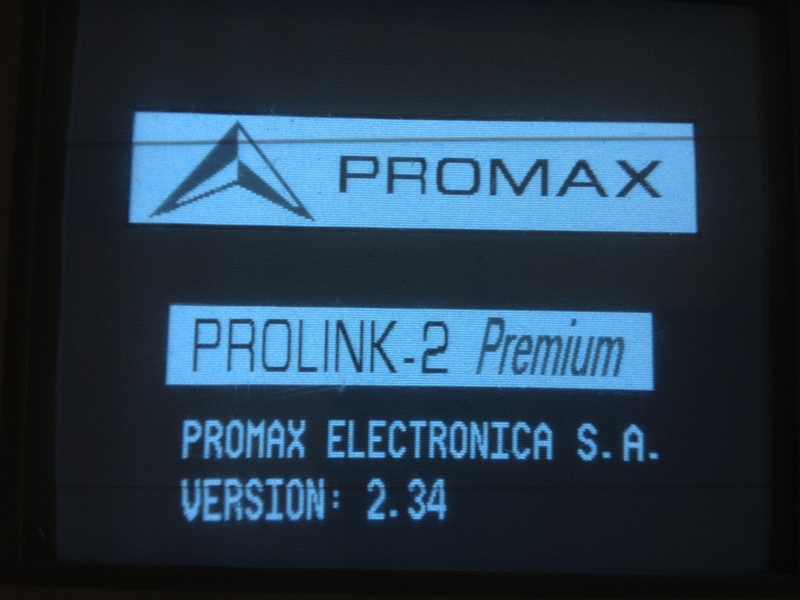 PROMAX
PROLINK-2 Premium
PROMAX ELECTRONICA S.A.
VERSION: 2.34